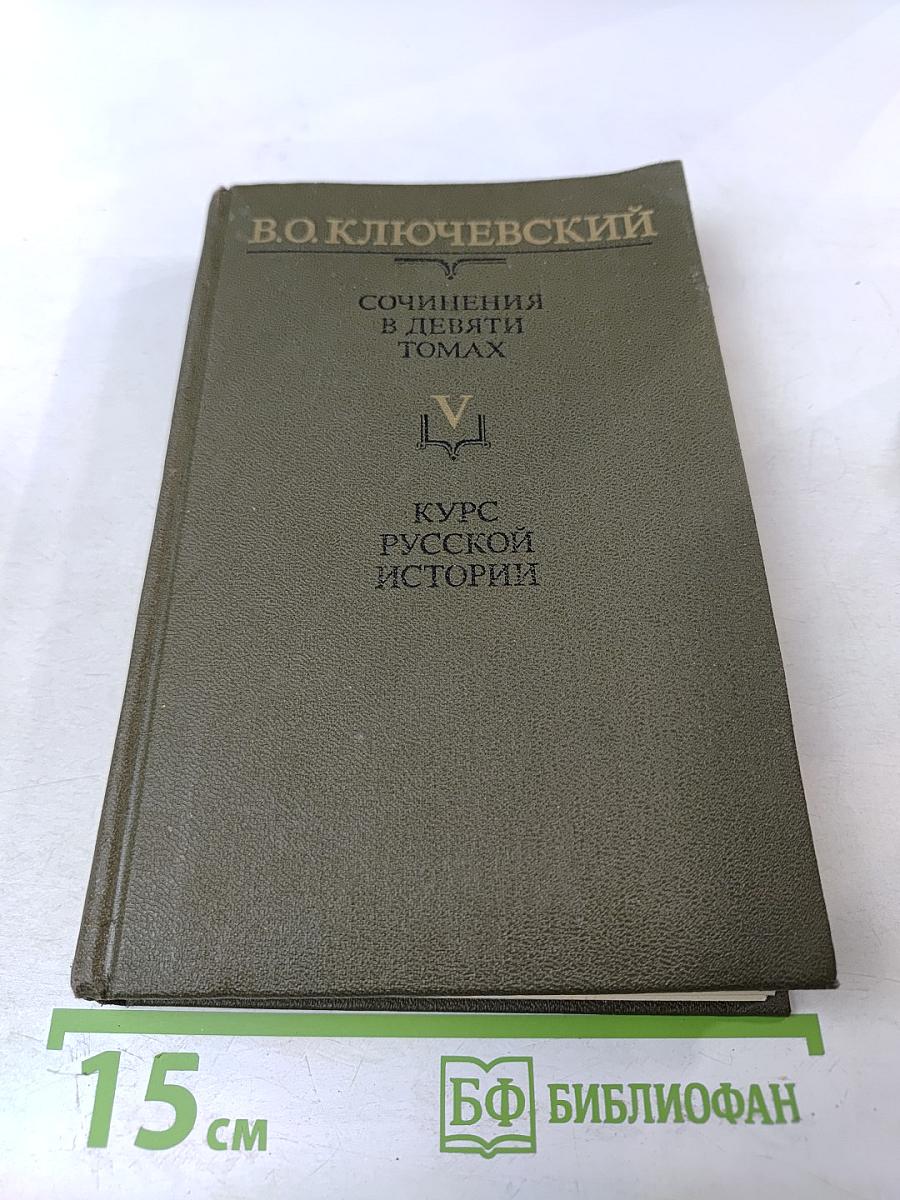 В.О.КЛЮЧЕВСКИЙ
СОЧИНЕНИЯ
В ДЕВЯТИ
ТОМАХ
V
КУРС
РУССКОЙ
ИСТОРИИ
15 см
БФ БИБЛИОФАН